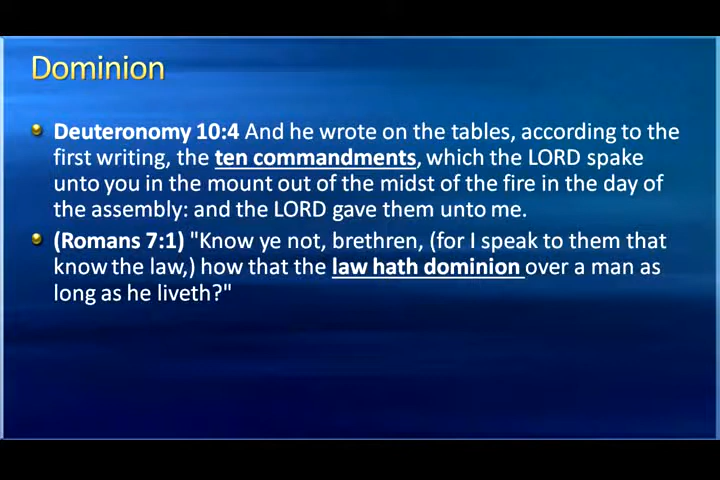 Dominion
Deuteronomy 10:4 And he wrote on the tables, according to the
first writing, the ten commandments, which the LORD spake
unto you in the mount out of the midst of the fire in the day of
the assembly: and the LORD gave them unto me.
(Romans 7:1) "Know ye not, brethren, (for I speak to them that
know the law,) how that the law hath dominion over a man as
long as he liveth?"